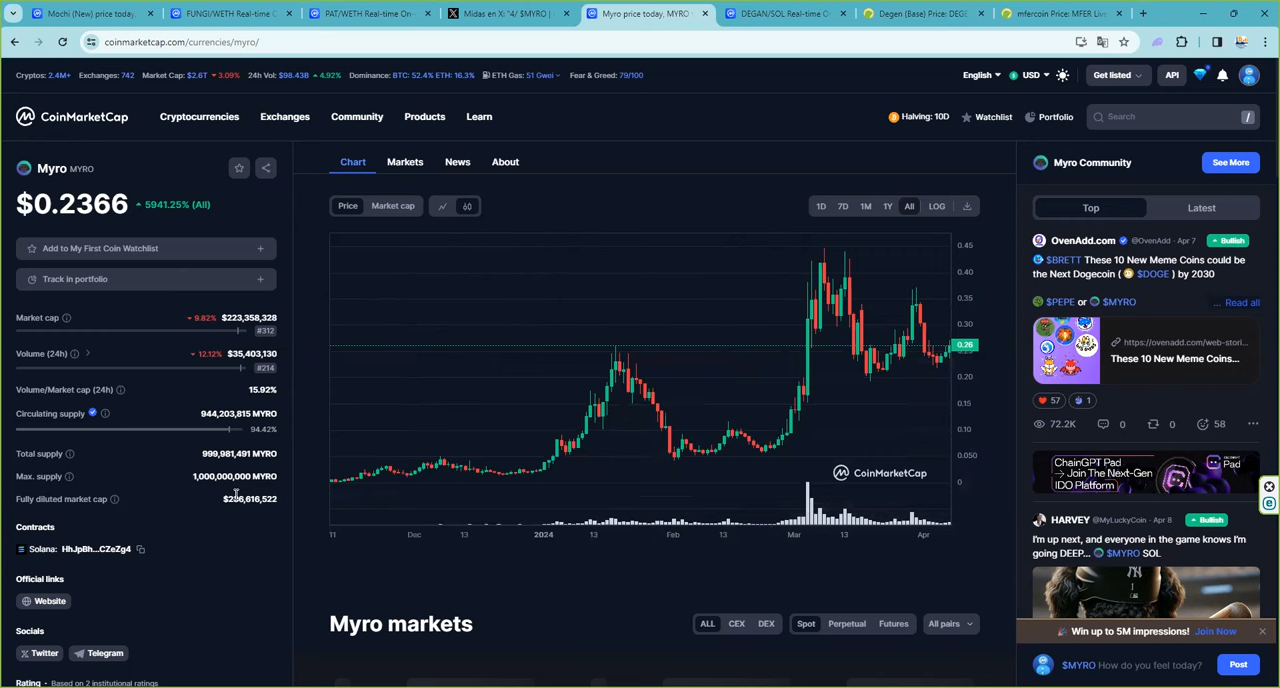 Mochi (New) price today,
FUNGI/WETH Real-time O
PAT/WETH Real-time On-
Midas en X: "4/ $MYRO |
Myro price today, MYRO
DEGAN/SOL Real-time O
Degen (Base) Price: DEGE
mfercoin Price: MFER Liv
coinmarketcap.com/currencies/myro/
Cryptos: 2.4M+ Exchanges: 742 Market Cap: $2.6T 3.09% 24h Vol: $98.43B 4.92% Dominance: BTC: 52.4% ETH: 16.3% ETH Gas: 51 Gwei Fear & Greed: 79/100
English USD Get listed API
CoinMarketCap Cryptocurrencies Exchanges Community Products Learn
Halving: 10D Watchlist Portfolio Search /
Myro MYRO
$0.2366 5941.25% (All)
Add to My First Coin Watchlist +
Track in portfolio +
Market cap 9.82% $223,358,328
#312
Volume (24h) 12.12% $35,403,130
#214
Volume/Market cap (24h) 15.92%
Circulating supply 944,203,815 MYRO
94.42%
Total supply 999,981,491 MYRO
Max. supply 1,000,000,000 MYRO
Fully diluted market cap $236,616,522
Contracts
Solana: HhJpBh...CZeZg4
Official links
Website
Socials
Twitter Telegram
Rating · Based on 2 institutional ratings
Chart Markets News About
Price Market cap
1D 7D 1M 1Y All LOG
0.45
0.40
0.35
0.30
0.26
0.20
0.15
0.10
0.050
0
CoinMarketCap
11 Dec 13 2024 13 Feb 13 Mar 13 Apr
Myro markets
ALL CEX DEX Spot Perpetual Futures All pairs
Myro Community See More
Top Latest
OvenAdd.com @OvenAdd · Apr 7 Bullish
$BRETT These 10 New Meme Coins could be
the Next Dogecoin ( $DOGE ) by 2030
$PEPE or $MYRO ... Read all
https://ovenadd.com/web-stori...
These 10 New Meme Coins...
57 1
72.2K 0 0 58
ChainGPT Pad
→ Join The Next-Gen
IDO Platform
Pad
HARVEY @MyLuckyCoin · Apr 8 Bullish
I'm up next, and everyone in the game knows I'm
going DEEP... $MYRO SOL
Win up to 5M impressions! Join Now
$MYRO How do you feel today? Post